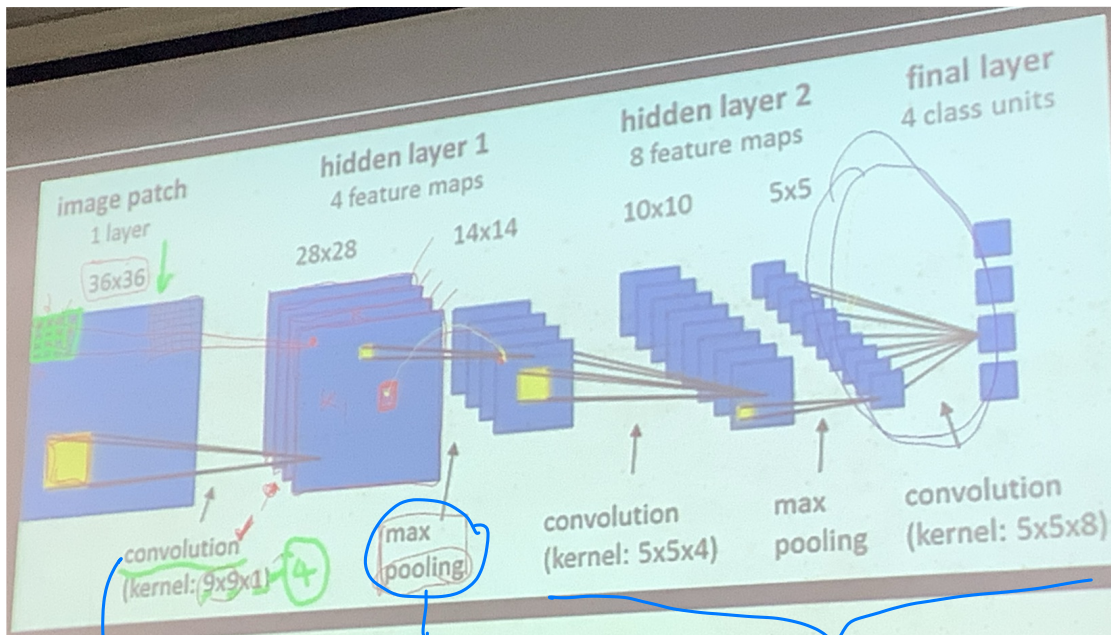 image patch
1 layer
36x36
hidden layer 1
4 feature maps
28x28
14x14
hidden layer 2
8 feature maps
10x10
5x5
final layer
4 class units
convolution
(kernel: 9x9x1)
4
max
pooling
convolution
(kernel: 5x5x4)
max
pooling
convolution
(kernel: 5x5x8)